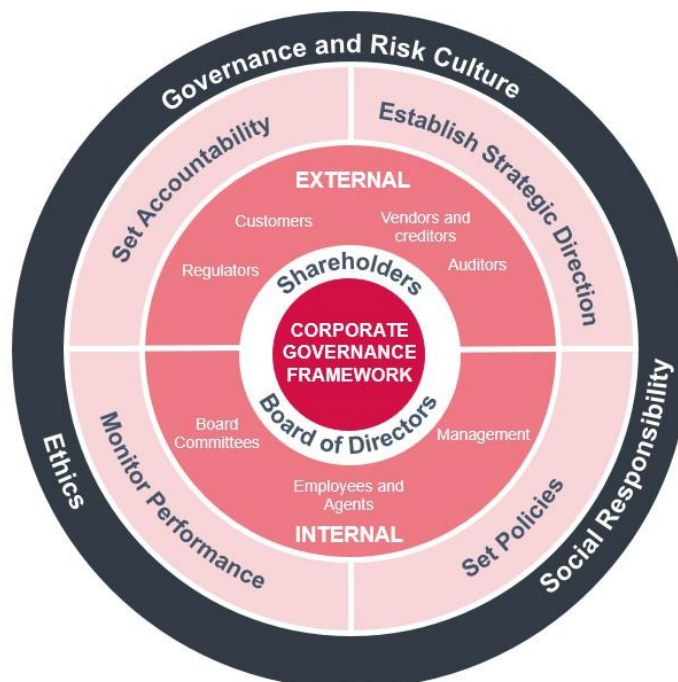 Governance and Risk Culture
Set Accountability
Establish Strategic Direction
EXTERNAL
Customers
Vendors and
creditors
Regulators
Auditors
Shareholders
CORPORATE
GOVERNANCE
FRAMEWORK
Board of Directors
Board
Committees
Management
Employees and
Agents
INTERNAL
Monitor Performance
Set Policies
Ethics
Social Responsibility